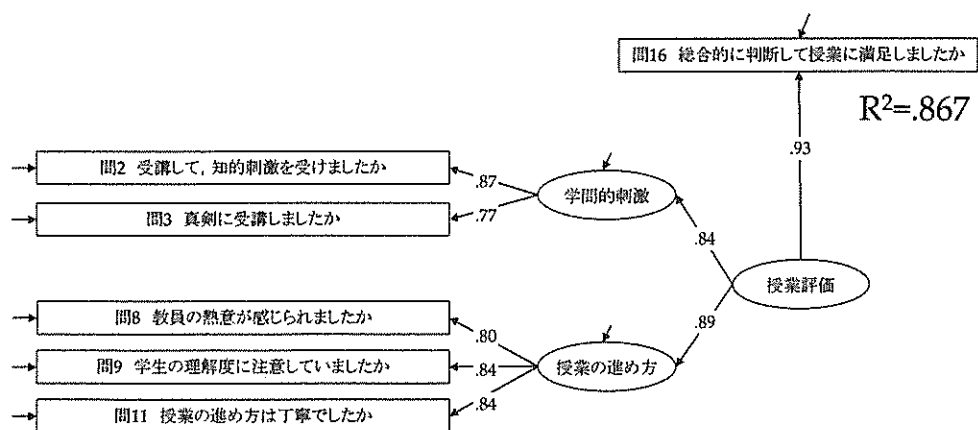 問16 総合的に判断して授業に満足しましたか
R²=.867
.93
問2 受講して, 知的刺激を受けましたか
.87
学問的刺激
問3 真剣に受講しましたか
.77
.84
授業評価
問8 教員の熱意が感じられましたか
.80
.89
問9 学生の理解度に注意していましたか
.84
授業の進め方
問11 授業の進め方は丁寧でしたか
.84